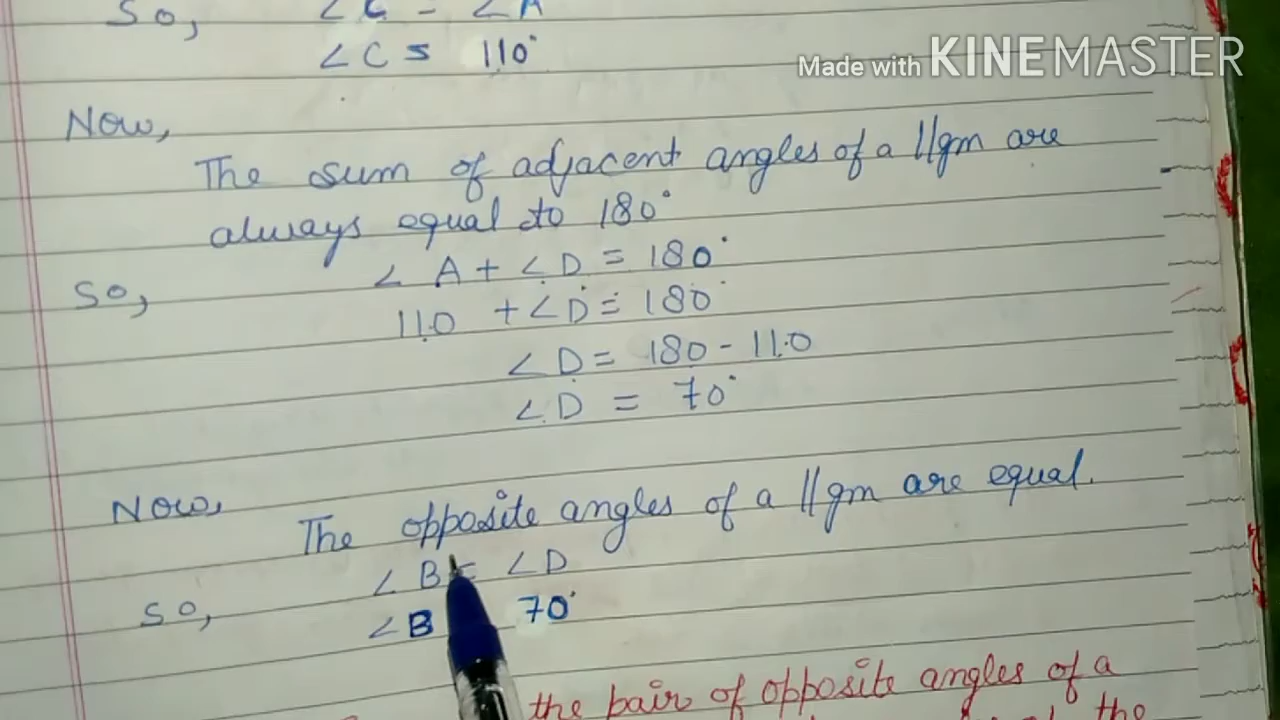 So, ∠C = ∠A
Made with KINEMASTER
∠C = 110°
Now,
The sum of adjacent angles of a ||gm are
always equal to 180°
So, ∠A + ∠D = 180°
110 + ∠D = 180°
∠D = 180 - 110
∠D = 70°
Now,
The opposite angles of a ||gm are equal.
So, ∠B = ∠D
∠B 70°
the pair of opposite angles of a
the